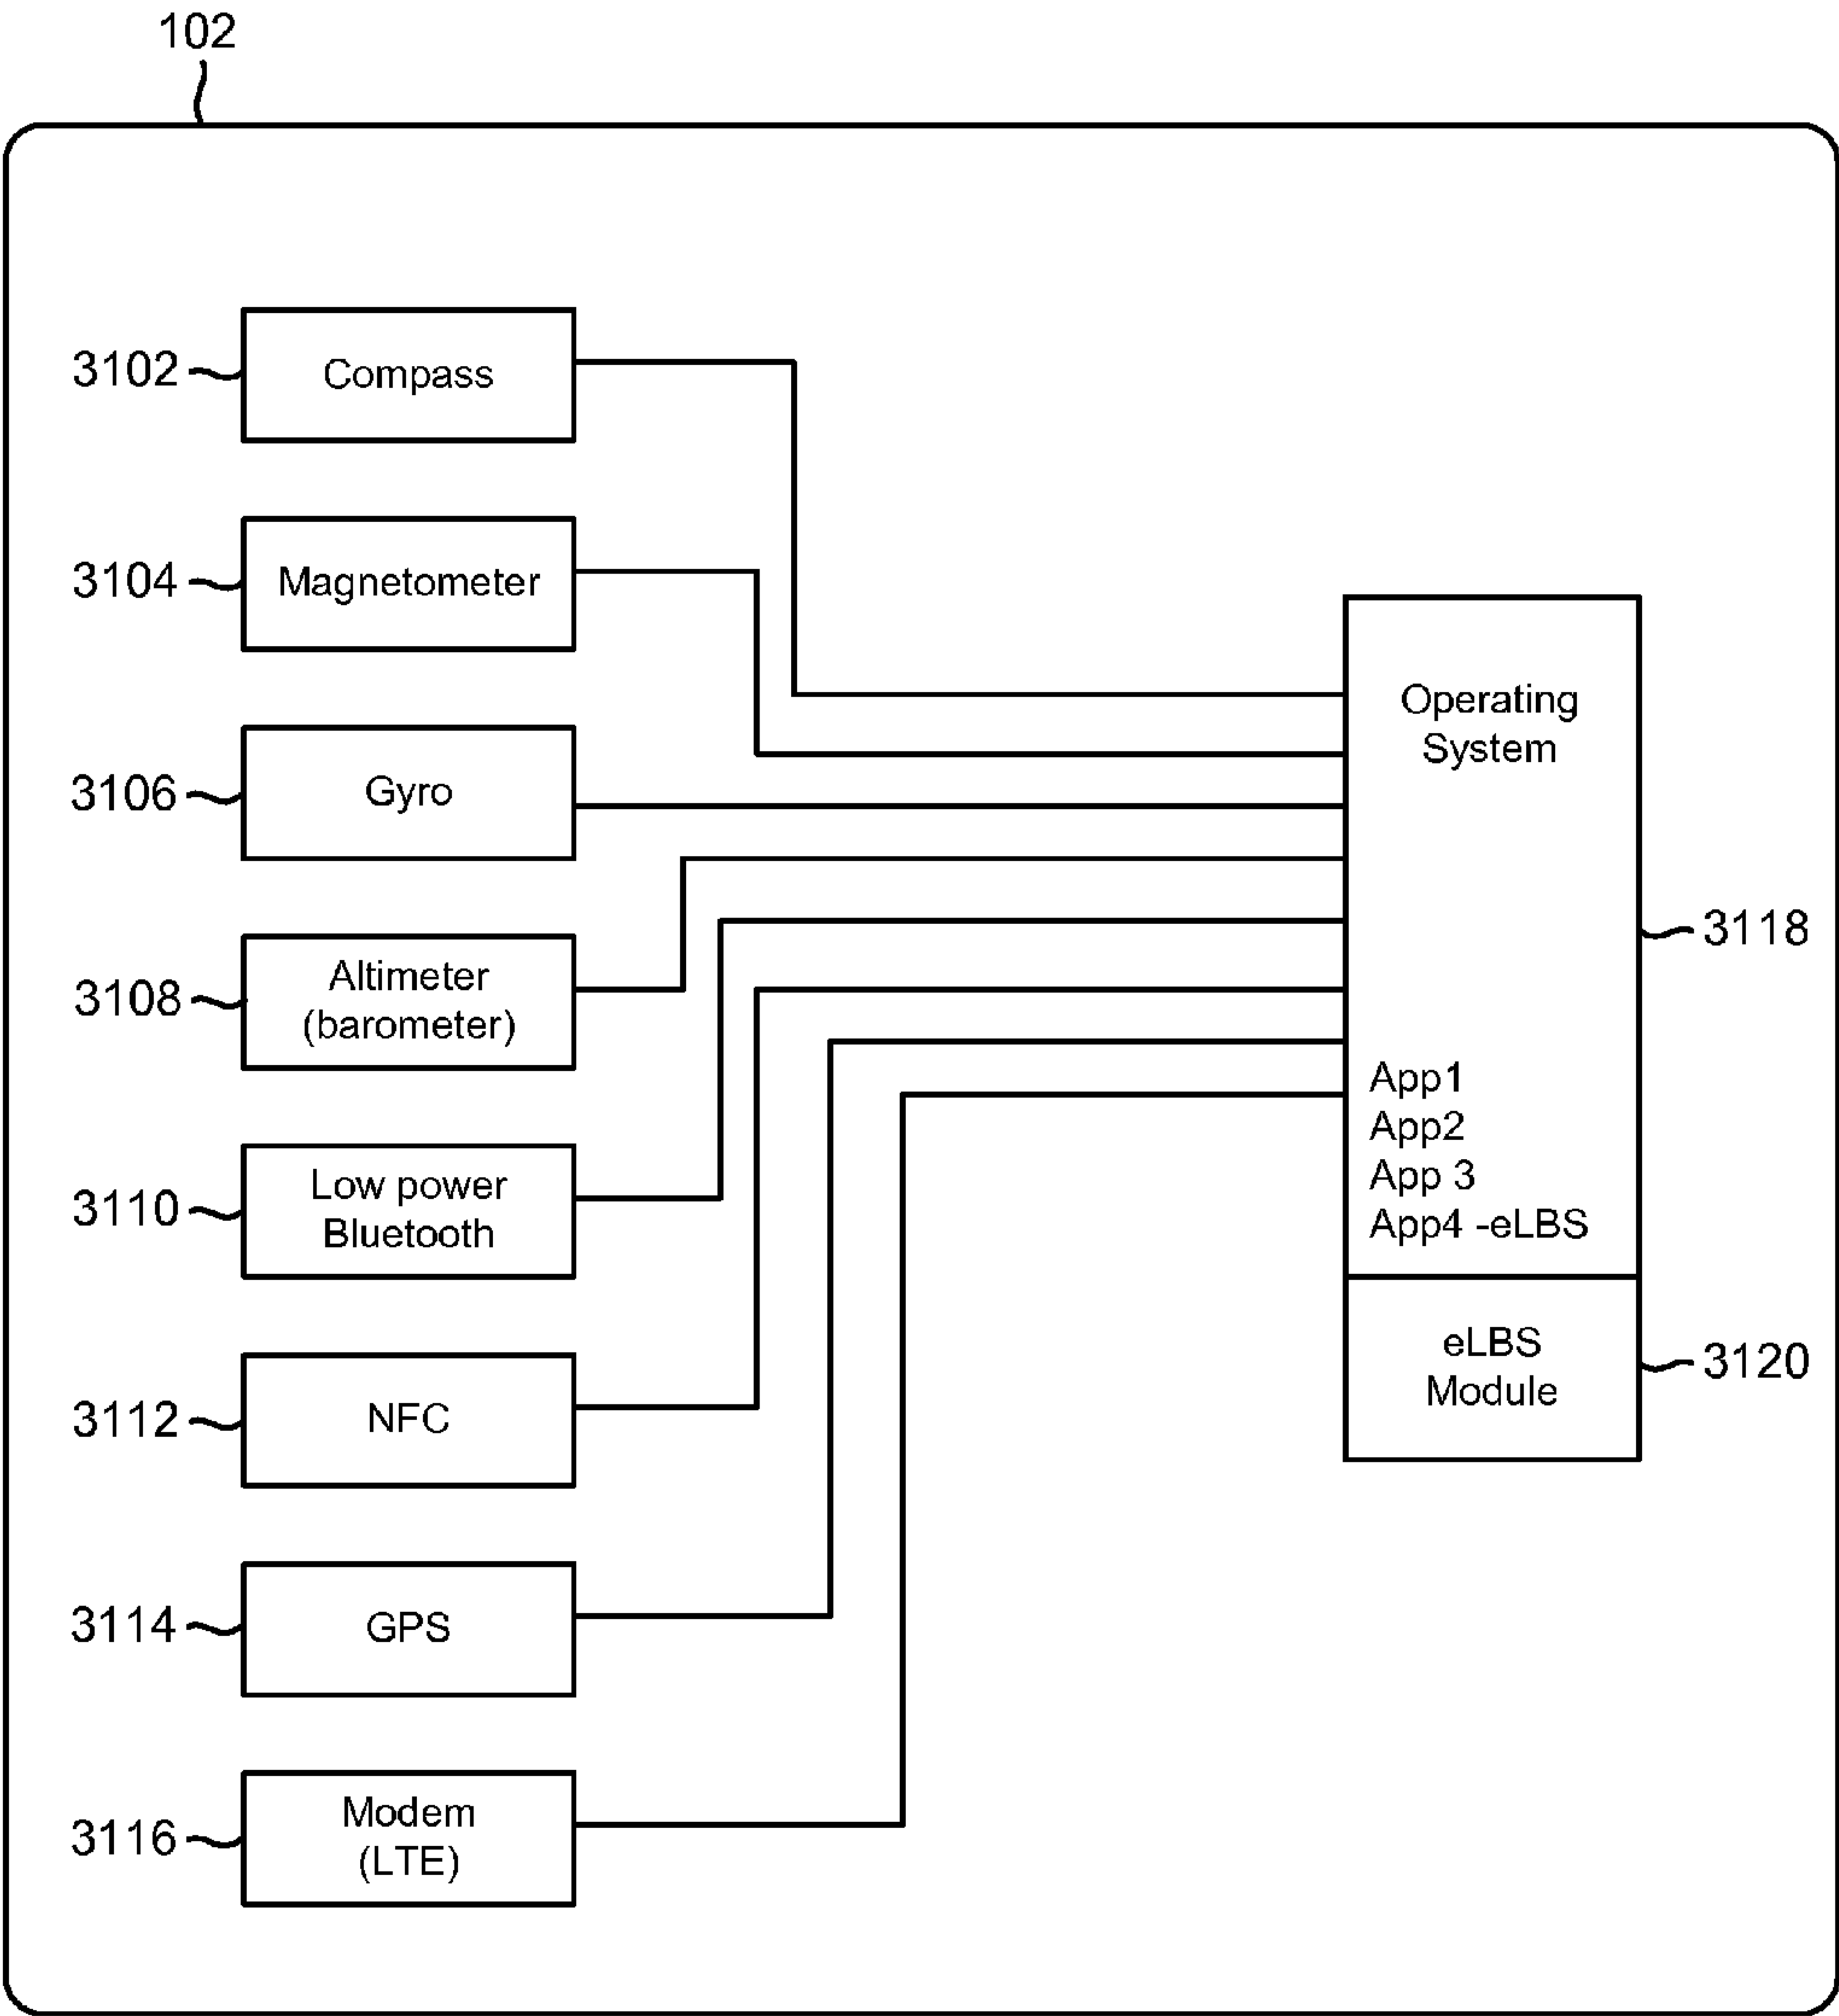 102
3102
Compass
3104
Magnetometer
3106
Gyro
3108
Altimeter
(barometer)
3110
Low power
Bluetooth
3112
NFC
3114
GPS
3116
Modem
(LTE)
Operating
System
App1
App2
App 3
App4 -eLBS
3118
eLBS
Module
3120